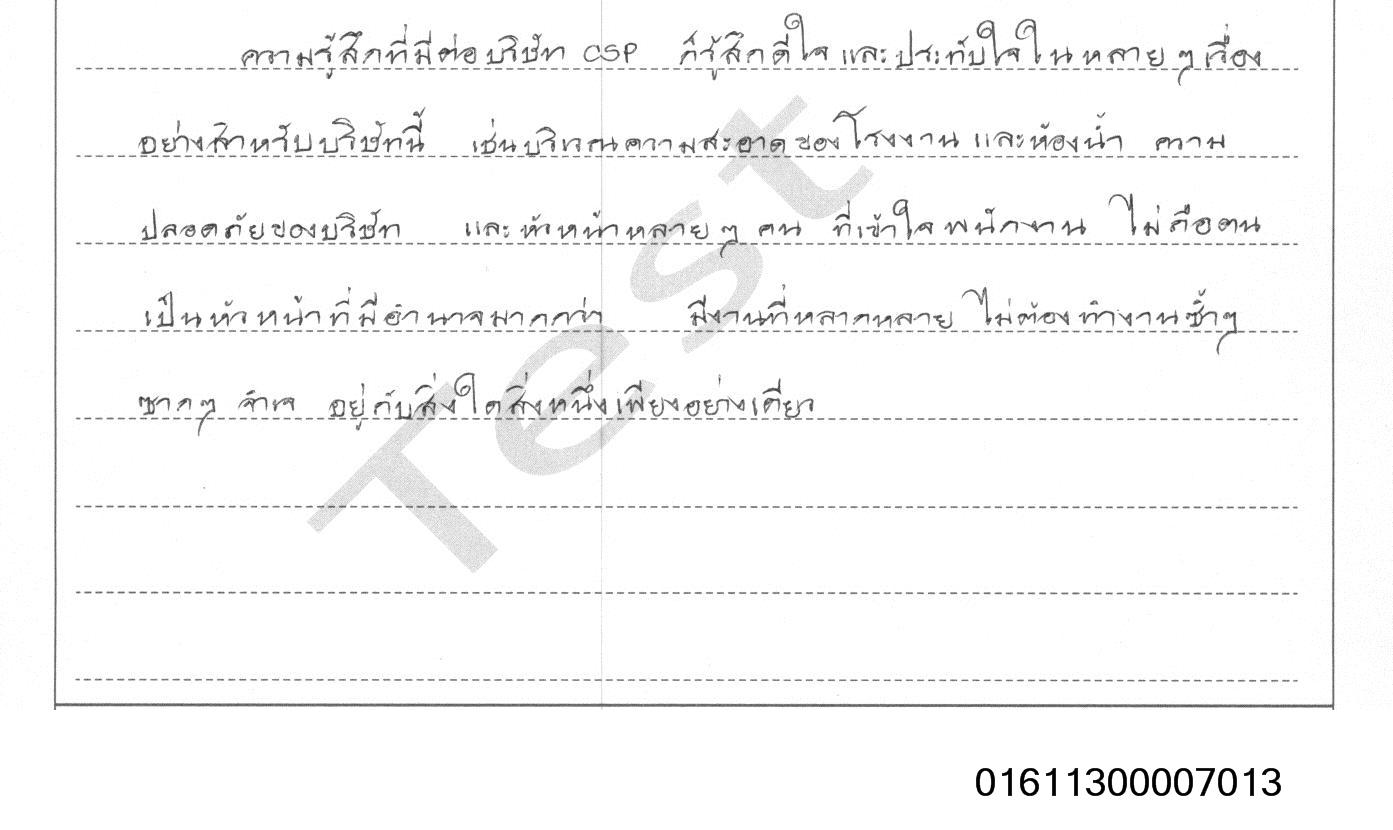 ความรู้สึกที่มีต่อบริษัท CSP ก็รู้สึกดีใจและประทับใจในหลายๆเรื่อง
อย่างสำหรับบริษัทนี้ เช่นบริเวณความสะอาดของโรงงานและห้องน้ำ ความ
ปลอดภัยของบริษัท และหัวหน้าหลายๆ คน ที่เข้าใจพนักงาน ไม่ถือตน
เป็นหัวหน้าที่มีอำนาจมากกว่า มีงานที่หลากหลาย ไม่ต้องทำงานซ้ำๆ
ซากๆ จำเจ อยู่กับสิ่งใดสิ่งหนึ่งเพียงอย่างเดียว
Test
01611300007013